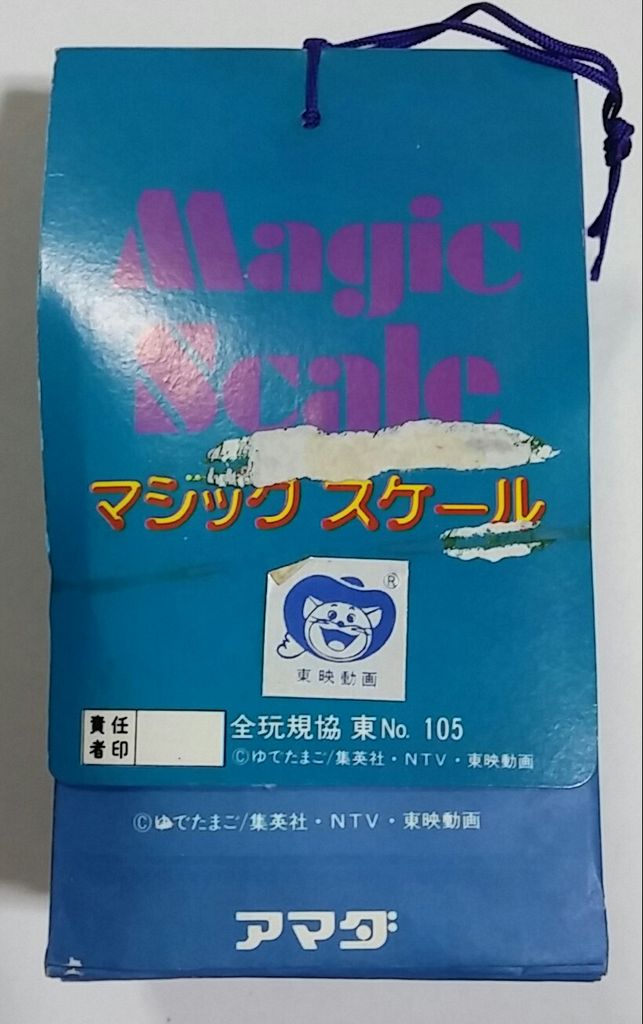 Magic
Scale
マジック スケール
®
東映動画
責任
者印
全玩規協 東No. 105
©ゆでたまご/集英社・NTV・東映動画
©ゆでたまご/集英社・NTV・東映動画
アマダ